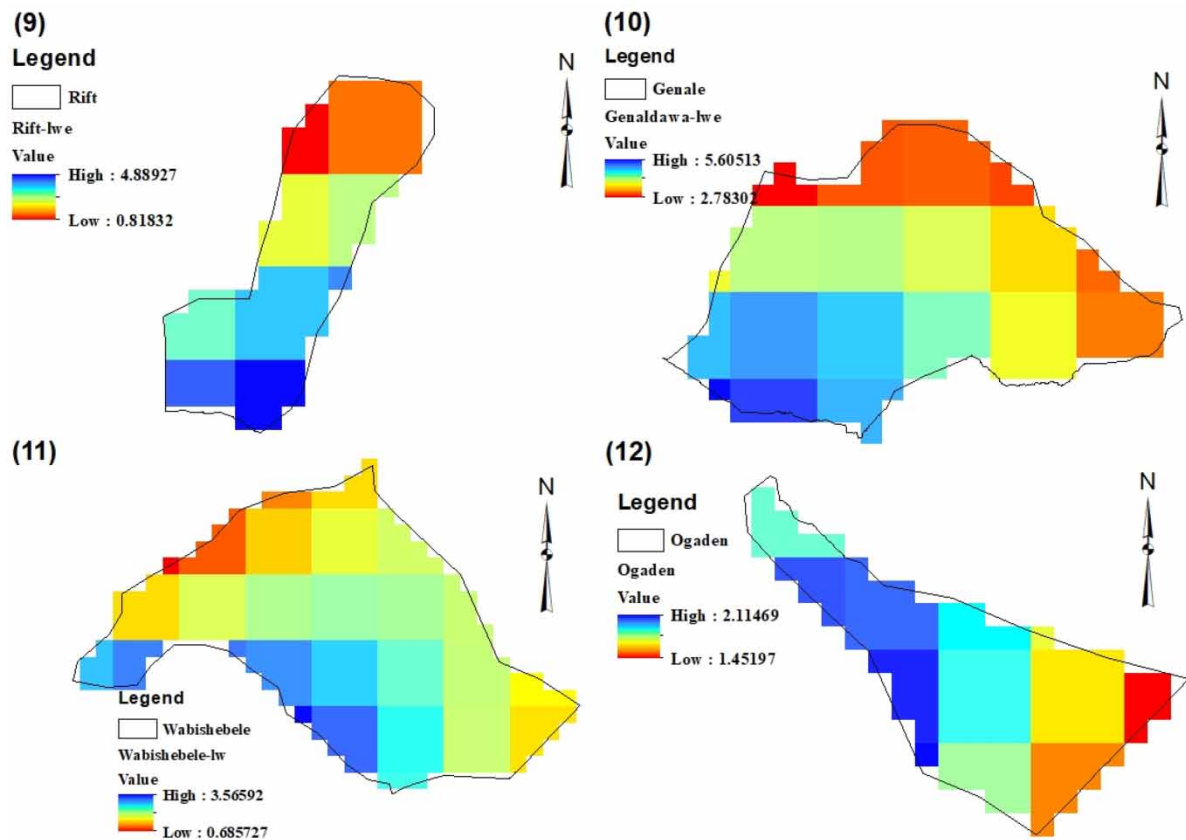 (9)
Legend
Rift
Rift-lwe
Value
High : 4.88927
Low : 0.81832
N
(10)
Legend
Genale
Genaldawa-lwe
Value
High : 5.60513
Low : 2.78302
N
(11)
Legend
Wabishebele
Wabishebele-lw
Value
High : 3.56592
Low : 0.685727
N
(12)
Legend
Ogaden
Ogaden
Value
High : 2.11469
Low : 1.45197
N